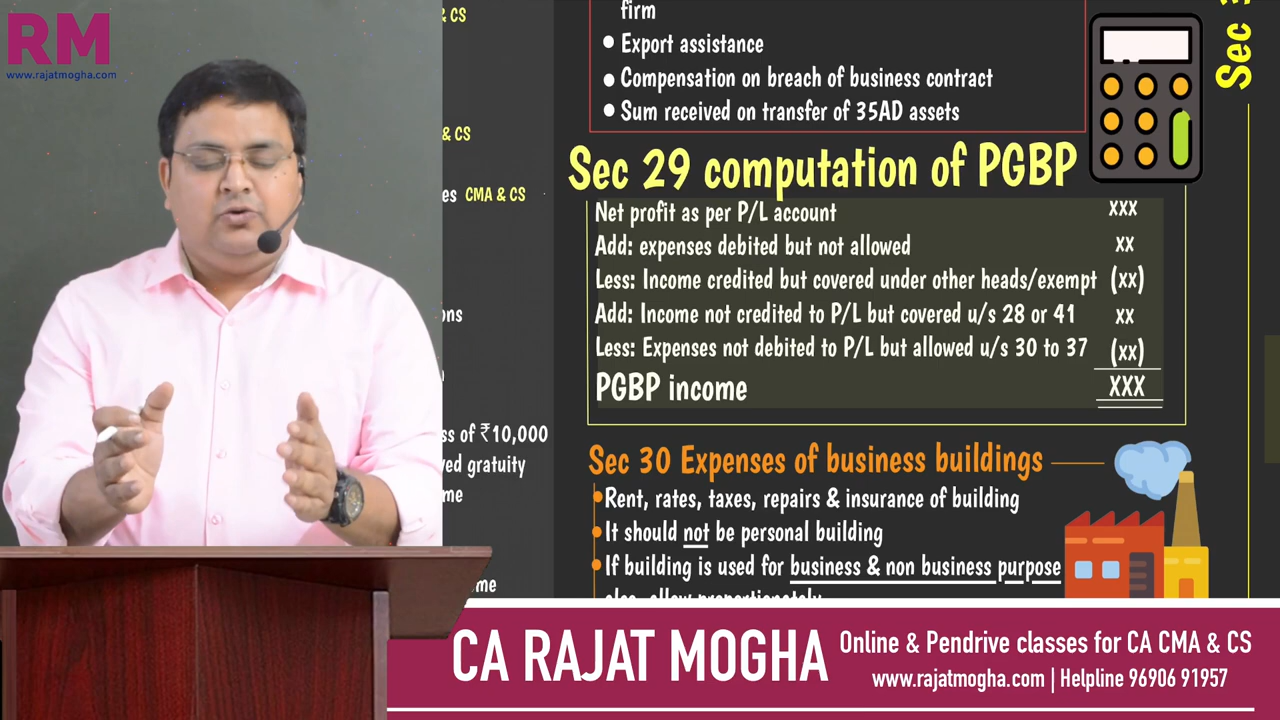 RM
www.rajatmogha.com
& CS
& CS
es CMA & CS
ons
ss of ₹10,000
ved gratuity
me
me
firm
• Export assistance
• Compensation on breach of business contract
• Sum received on transfer of 35AD assets
Sec 29 computation of PGBP
Net profit as per P/L account XXX
Add: expenses debited but not allowed XX
Less: Income credited but covered under other heads/exempt (xx)
Add: Income not credited to P/L but covered u/s 28 or 41 XX
Less: Expenses not debited to P/L but allowed u/s 30 to 37 (xx)
PGBP income XXX
Sec 30 Expenses of business buildings
• Rent, rates, taxes, repairs & insurance of building
• It should not be personal building
• If building is used for business & non business purpose
also, allow proportionately
Sec
CA RAJAT MOGHA
Online & Pendrive classes for CA CMA & CS
www.rajatmogha.com | Helpline 96906 91957